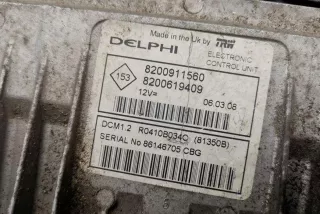 Made in the Uk by TRW
DELPHI
ELECTRONIC
CONTROL UNIT
153
8200911560
8200619409
12V=
06.03.08
DCM1.2 R0410B034C (81350B)
SERIAL No 86146705 CBG